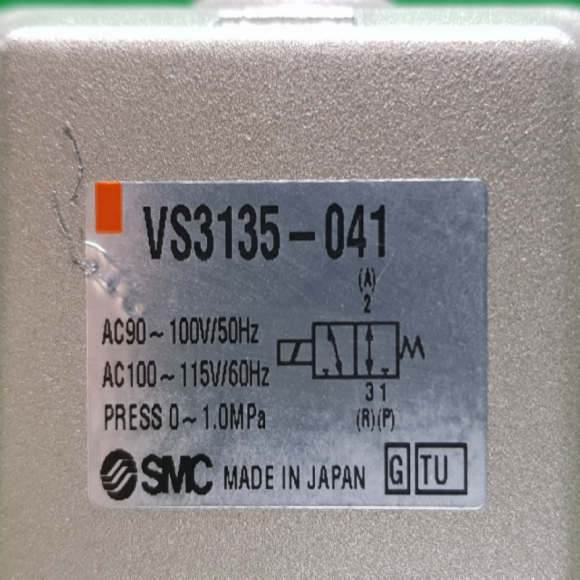 VS3135-041
(A)
2
AC90~100V/50Hz
AC100~115V/60Hz
PRESS 0~1.0MPa
3 1
(R)(P)
SMC MADE IN JAPAN G TU